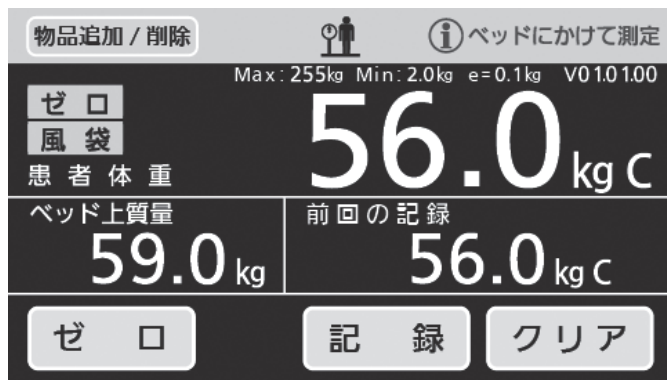 物品追加 / 削除
ⓘベッドにかけて測定
Max: 255kg Min: 2.0kg e=0.1kg V01.01.00
ゼロ
風袋
患者体重
56.0 kg C
ベッド上質量
59.0 kg
前回の記録
56.0 kg C
ゼロ
記録
クリア